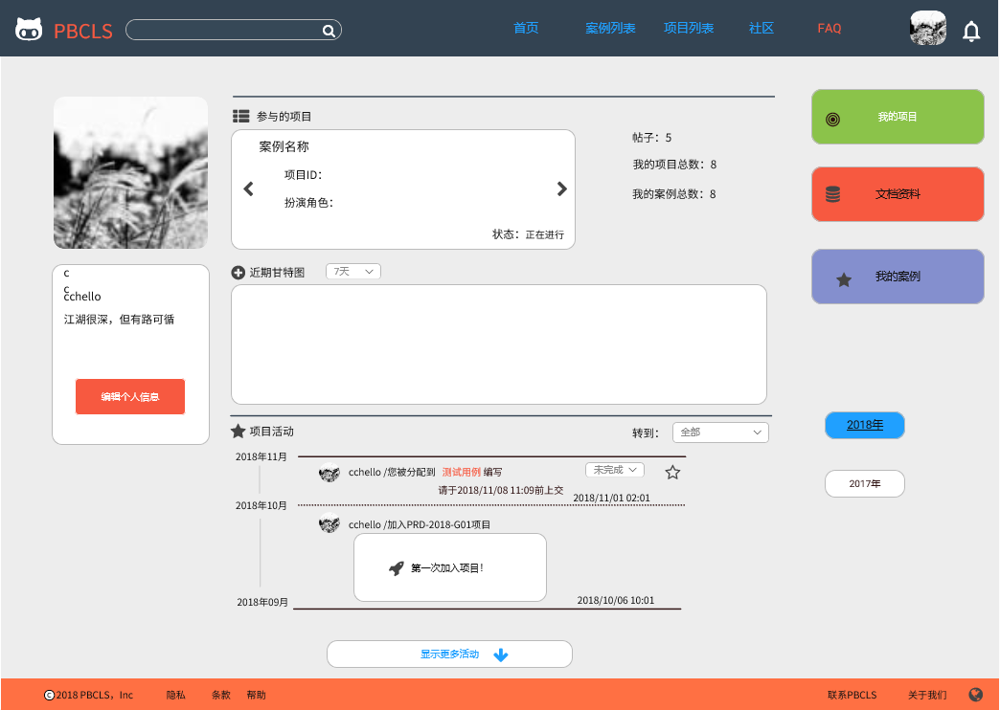 PBCLS
首页 案例列表 项目列表 社区 FAQ
参与的项目
案例名称
项目ID：
扮演角色：
状态：正在进行
帖子：5
我的项目总数：8
我的案例总数：8
我的项目
文档资料
我的案例
c
c
cchello
江湖很深，但有路可循
编辑个人信息
近期甘特图 7天
项目活动
转到： 全部
2018年11月
cchello /您被分配到 测试用例 编写 未完成
请于2018/11/08 11:09前上交
2018/11/01 02:01
2018年10月
cchello /加入PRD-2018-G01项目
第一次加入项目！
2018年09月
2018/10/06 10:01
2018年
2017年
显示更多活动
©2018 PBCLS，Inc 隐私 条款 帮助 联系PBCLS 关于我们